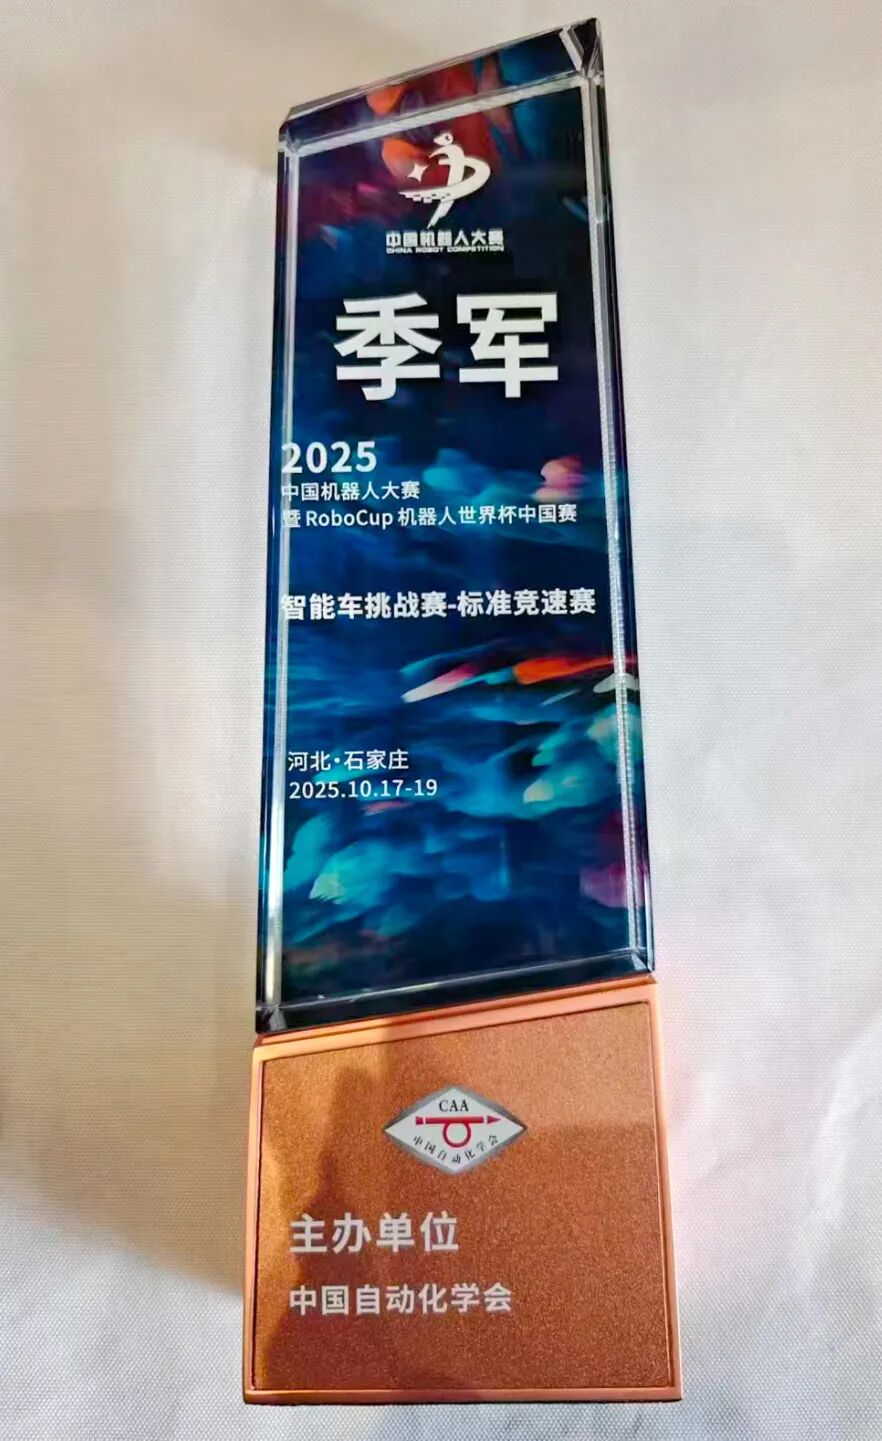 中国机器人大赛
CHINA ROBOT COMPETITION
季军
2025
中国机器人大赛
暨 RoboCup 机器人世界杯中国赛
智能车挑战赛-标准竞速赛
河北·石家庄
2025.10.17-19
CAA
中国自动化学会
主办单位
中国自动化学会